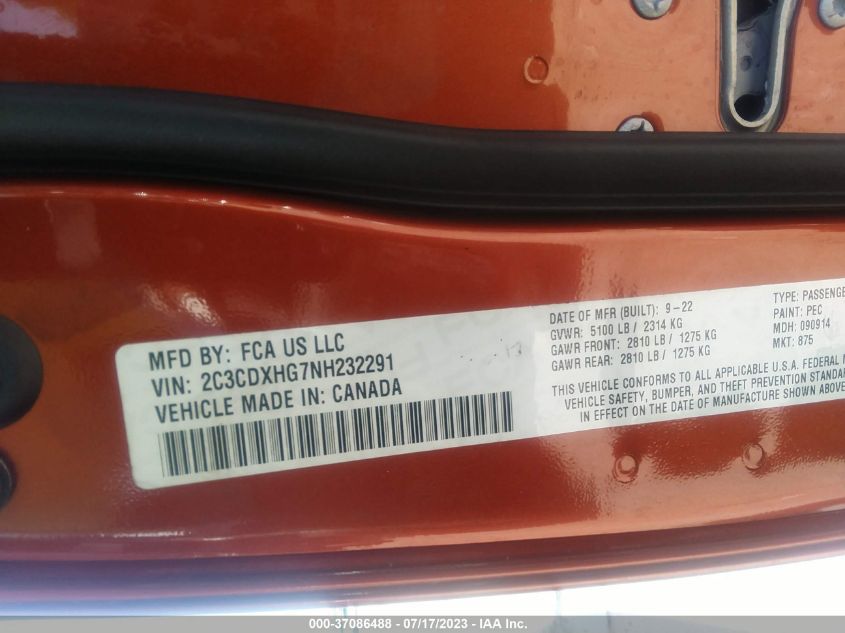 MFD BY: FCA US LLC
VIN: 2C3CDXHG7NH232291
VEHICLE MADE IN: CANADA
DATE OF MFR (BUILT): 9-22
GVWR: 5100 LB / 2314 KG
GAWR FRONT: 2810 LB / 1275 KG
GAWR REAR: 2810 LB / 1275 KG
TYPE: PASSENGE
PAINT: PEC
MDH: 090914
MKT: 875
THIS VEHICLE CONFORMS TO ALL APPLICABLE U.S.A. FEDERAL M
VEHICLE SAFETY, BUMPER, AND THEFT PREVENTION STANDA
IN EFFECT ON THE DATE OF MANUFACTURE SHOWN ABOVE
000-37086488 - 07/17/2023 - IAA Inc.